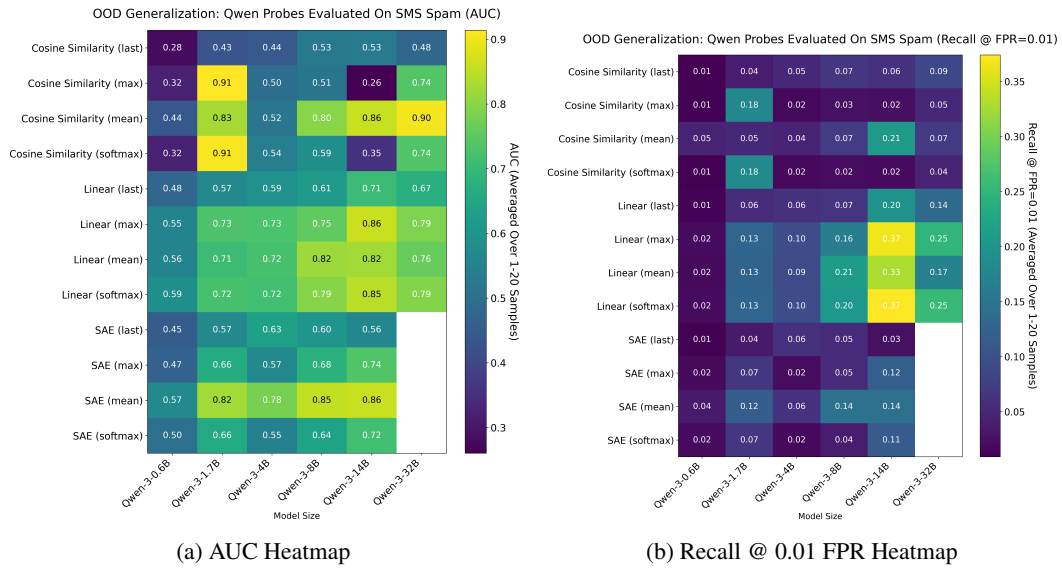 OOD Generalization: Qwen Probes Evaluated On SMS Spam (AUC)
Cosine Similarity (last) 0.28 0.43 0.44 0.53 0.53 0.48
Cosine Similarity (max) 0.32 0.91 0.50 0.51 0.26 0.74
Cosine Similarity (mean) 0.44 0.83 0.52 0.80 0.86 0.90
Cosine Similarity (softmax) 0.32 0.91 0.54 0.59 0.35 0.74
Linear (last) 0.48 0.57 0.59 0.61 0.71 0.67
Linear (max) 0.55 0.73 0.73 0.75 0.86 0.79
Linear (mean) 0.56 0.71 0.72 0.82 0.82 0.76
Linear (softmax) 0.59 0.72 0.72 0.79 0.85 0.79
SAE (last) 0.45 0.57 0.63 0.60 0.56
SAE (max) 0.47 0.66 0.57 0.68 0.74
SAE (mean) 0.57 0.82 0.78 0.85 0.86
SAE (softmax) 0.50 0.66 0.55 0.64 0.72
Qwen-3-0.6B Qwen-3-1.7B Qwen-3-4B Qwen-3-8B Qwen-3-14B Qwen-3-32B
Model Size
0.9
0.8
0.7
0.6
0.5
0.4
0.3
AUC (Averaged Over 1-20 Samples)
(a) AUC Heatmap
OOD Generalization: Qwen Probes Evaluated On SMS Spam (Recall @ FPR=0.01)
Cosine Similarity (last) 0.01 0.04 0.05 0.07 0.06 0.09
Cosine Similarity (max) 0.01 0.18 0.02 0.03 0.02 0.05
Cosine Similarity (mean) 0.05 0.05 0.04 0.07 0.21 0.07
Cosine Similarity (softmax) 0.01 0.18 0.02 0.02 0.02 0.04
Linear (last) 0.01 0.06 0.06 0.07 0.20 0.14
Linear (max) 0.02 0.13 0.10 0.16 0.37 0.25
Linear (mean) 0.02 0.13 0.09 0.21 0.33 0.17
Linear (softmax) 0.02 0.13 0.10 0.20 0.37 0.25
SAE (last) 0.01 0.04 0.06 0.05 0.03
SAE (max) 0.02 0.07 0.02 0.05 0.12
SAE (mean) 0.04 0.12 0.06 0.14 0.14
SAE (softmax) 0.02 0.07 0.02 0.04 0.11
Qwen-3-0.6B Qwen-3-1.7B Qwen-3-4B Qwen-3-8B Qwen-3-14B Qwen-3-32B
Model Size
0.35
0.30
0.25
0.20
0.15
0.10
0.05
Recall @ FPR=0.01 (Averaged Over 1-20 Samples)
(b) Recall @ 0.01 FPR Heatmap